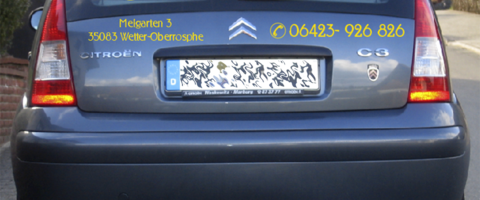 Melgarten 3
35083 Wetter-Oberrosphe
06423- 926 826
CITROËN
C3
D